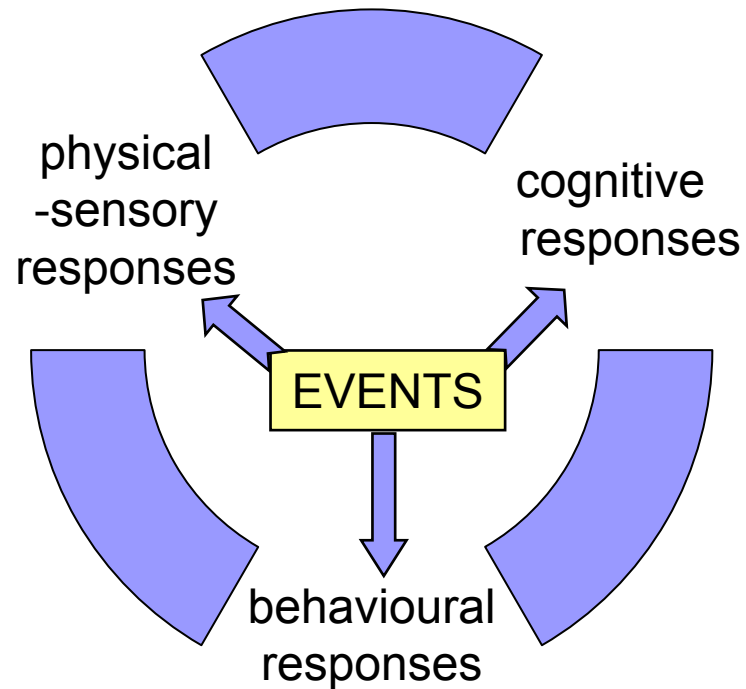 physical
-sensory
responses
cognitive
responses
EVENTS
behavioural
responses